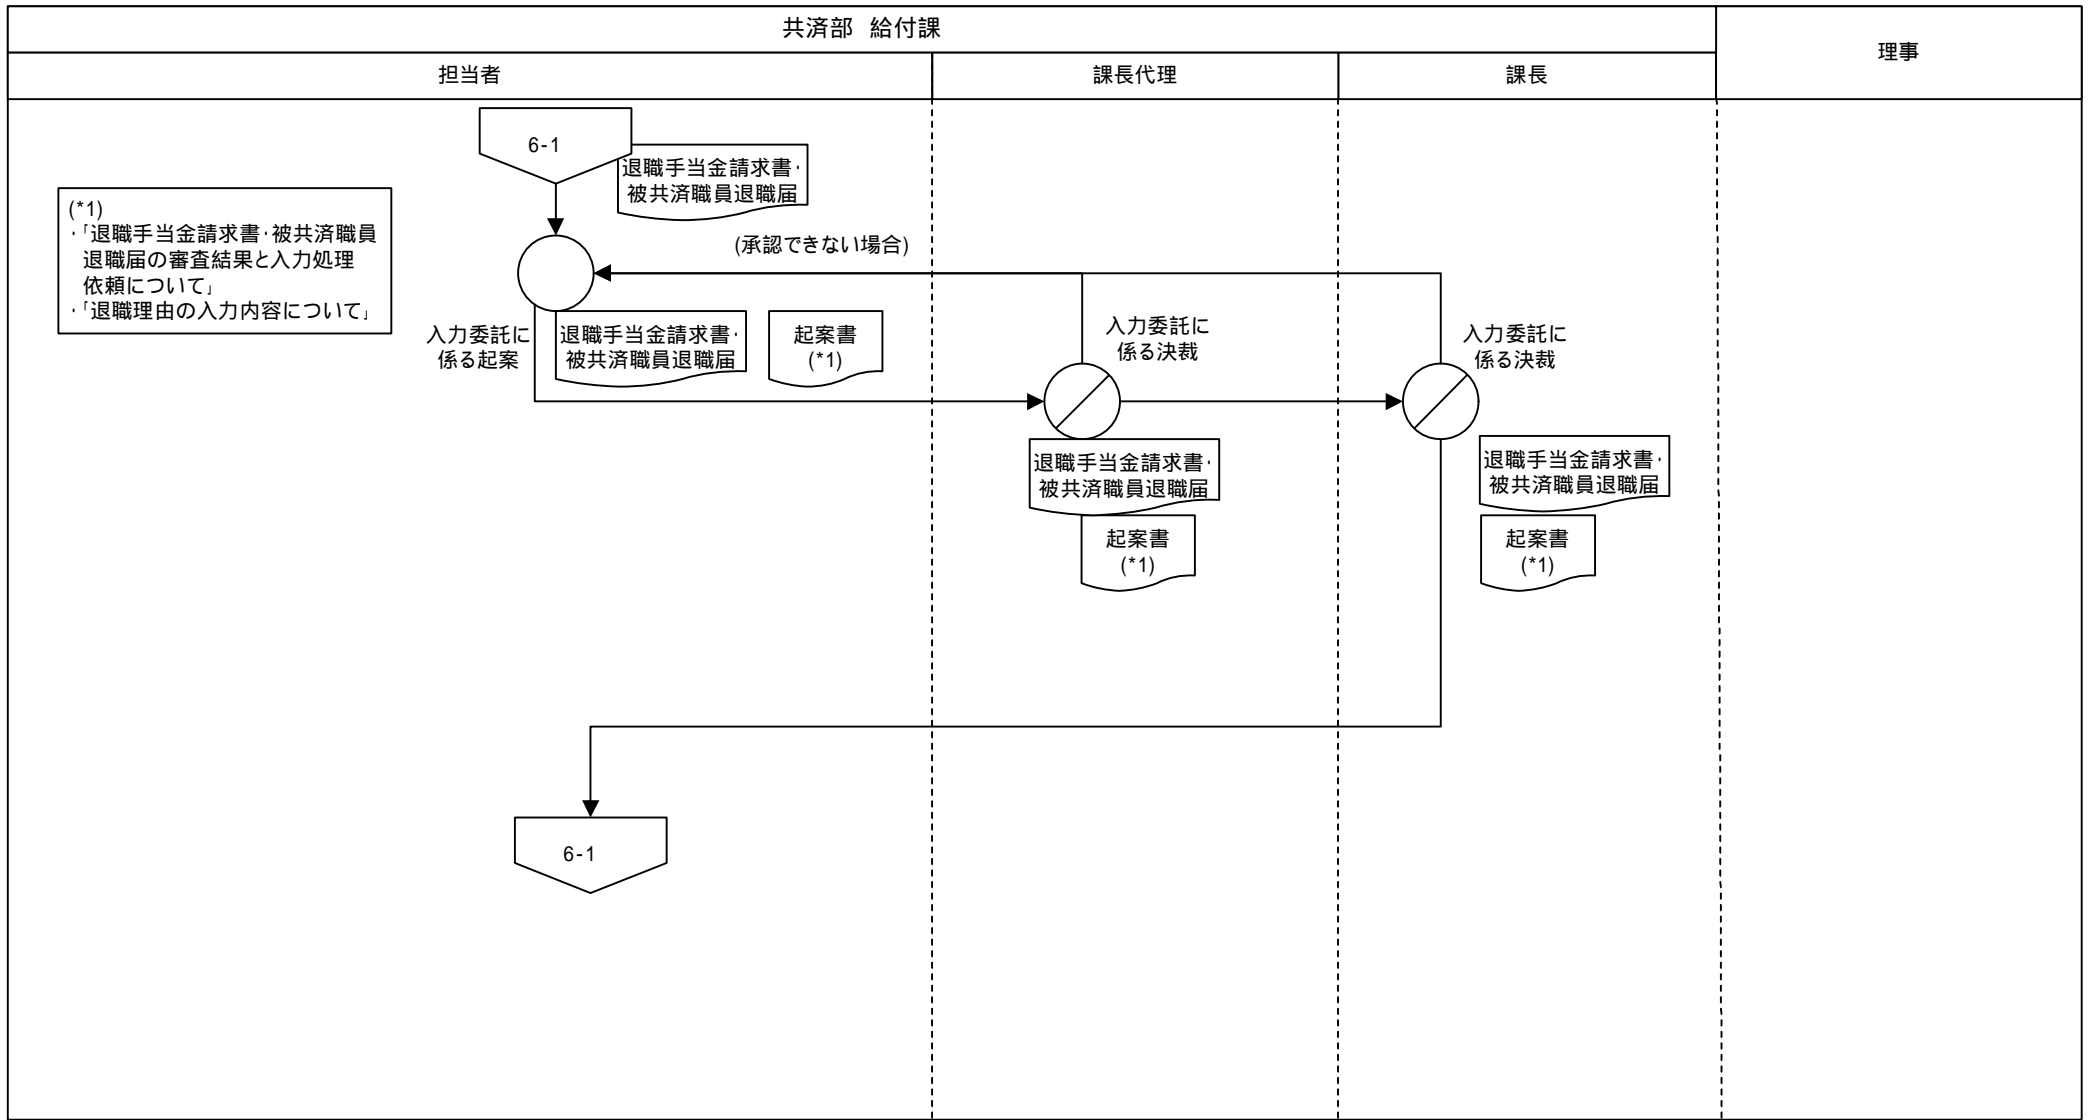 共済部 給付課
理事
担当者
課長代理
課長
6-1
退職手当金請求書・
被共済職員退職届
(*1)
・「退職手当金請求書・被共済職員
退職届の審査結果と入力処理
依頼について」
・「退職理由の入力内容について」
(承認できない場合)
入力委託に
係る起案
退職手当金請求書・
被共済職員退職届
起案書
(*1)
入力委託に
係る決裁
入力委託に
係る決裁
退職手当金請求書・
被共済職員退職届
起案書
(*1)
退職手当金請求書・
被共済職員退職届
起案書
(*1)
6-1